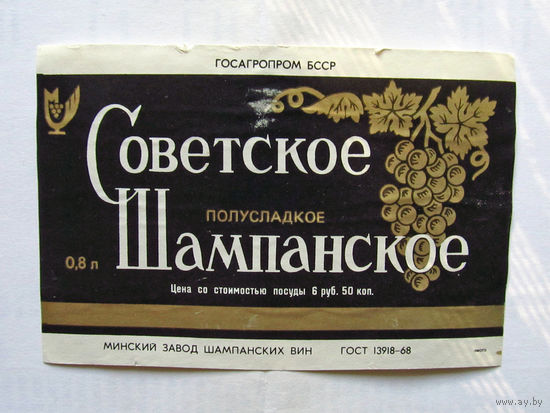 ГОСАГРОПРОМ БССР
Советское
ПОЛУСЛАДКОЕ
0,8 л
Шампанское
Цена со стоимостью посуды 6 руб. 50 коп.
МИНСКИЙ ЗАВОД ШАМПАНСКИХ ВИН ГОСТ 13918-68
www.ay.by